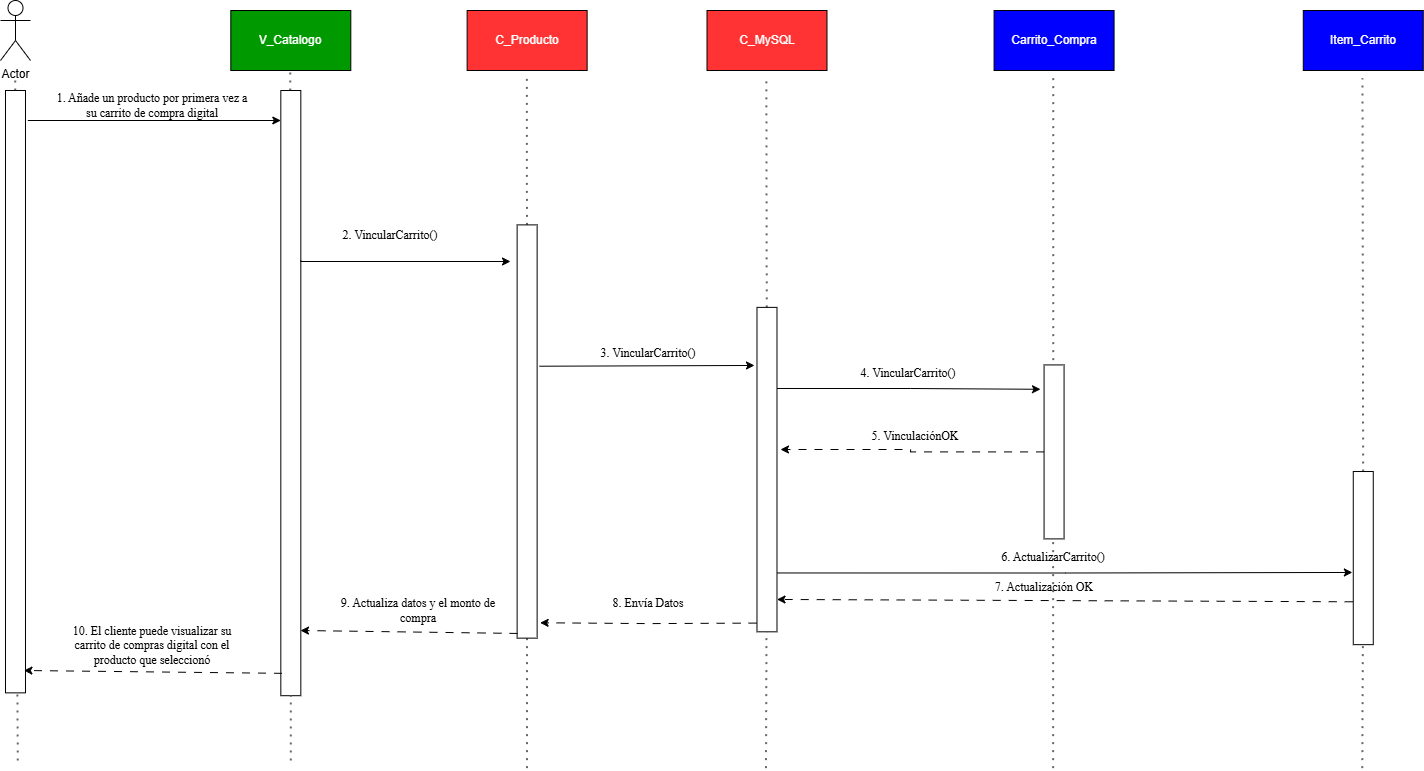 Actor
V_Catalogo
C_Producto
C_MySQL
Carrito_Compra
Item_Carrito
1. Añade un producto por primera vez a
su carrito de compra digital
2. VincularCarrito()
3. VincularCarrito()
4. VincularCarrito()
5. VinculaciónOK
6. ActualizarCarrito()
7. Actualización OK
8. Envía Datos
9. Actualiza datos y el monto de
compra
10. El cliente puede visualizar su
carrito de compras digital con el
producto que seleccionó